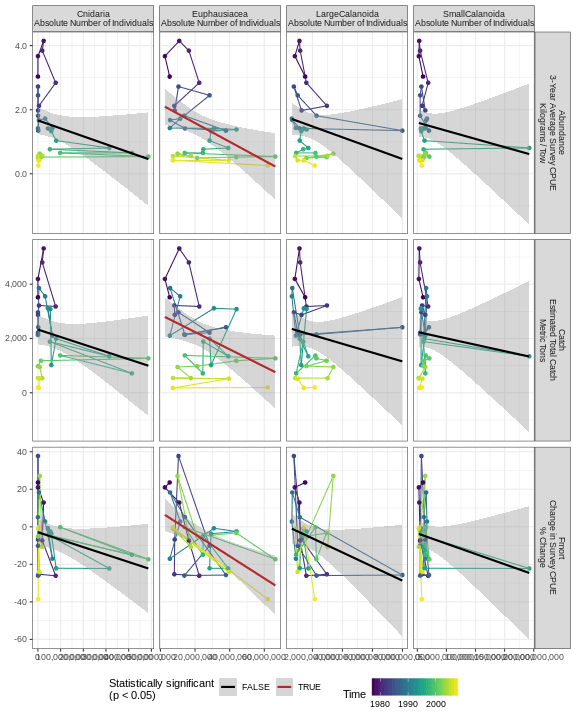 Cnidaria
Absolute Number of Individuals
Euphausiacea
Absolute Number of Individuals
LargeCalanoida
Absolute Number of Individuals
SmallCalanoida
Absolute Number of Individuals
4.0
2.0
0.0
Abundance
3-Year Average Survey CPUE
Kilograms / Tow
4,000
2,000
0
Catch
Estimated Total Catch
Metric Tons
40
20
0
-20
-40
-60
Fmort
Change in Survey CPUE
% Change
Statistically significant
(p < 0.05)
FALSE
TRUE
Time
1980
1990
2000